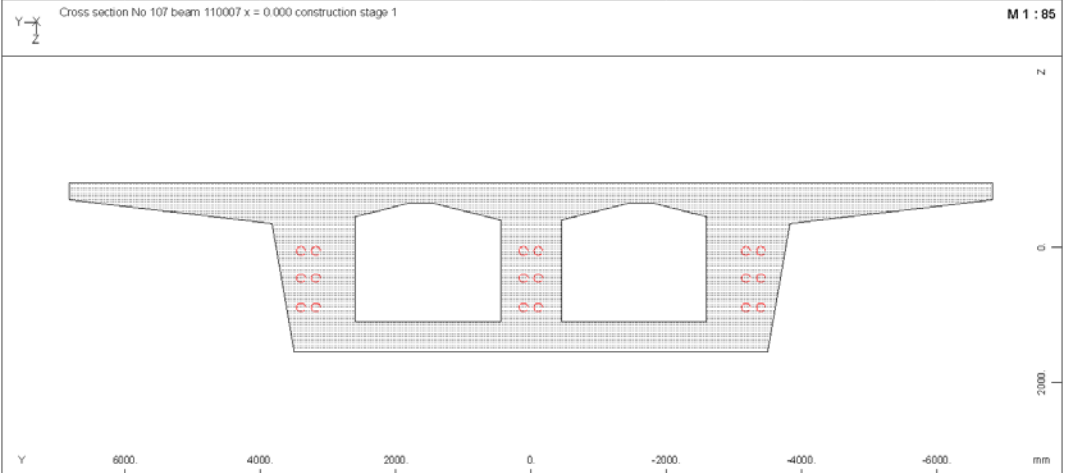 Cross section No 107 beam 110007 x = 0.000 construction stage 1
M 1 : 85
Y X
Z
Z
0.
2000.
Y 6000. 4000. 2000. 0. -2000. -4000. -6000. mm